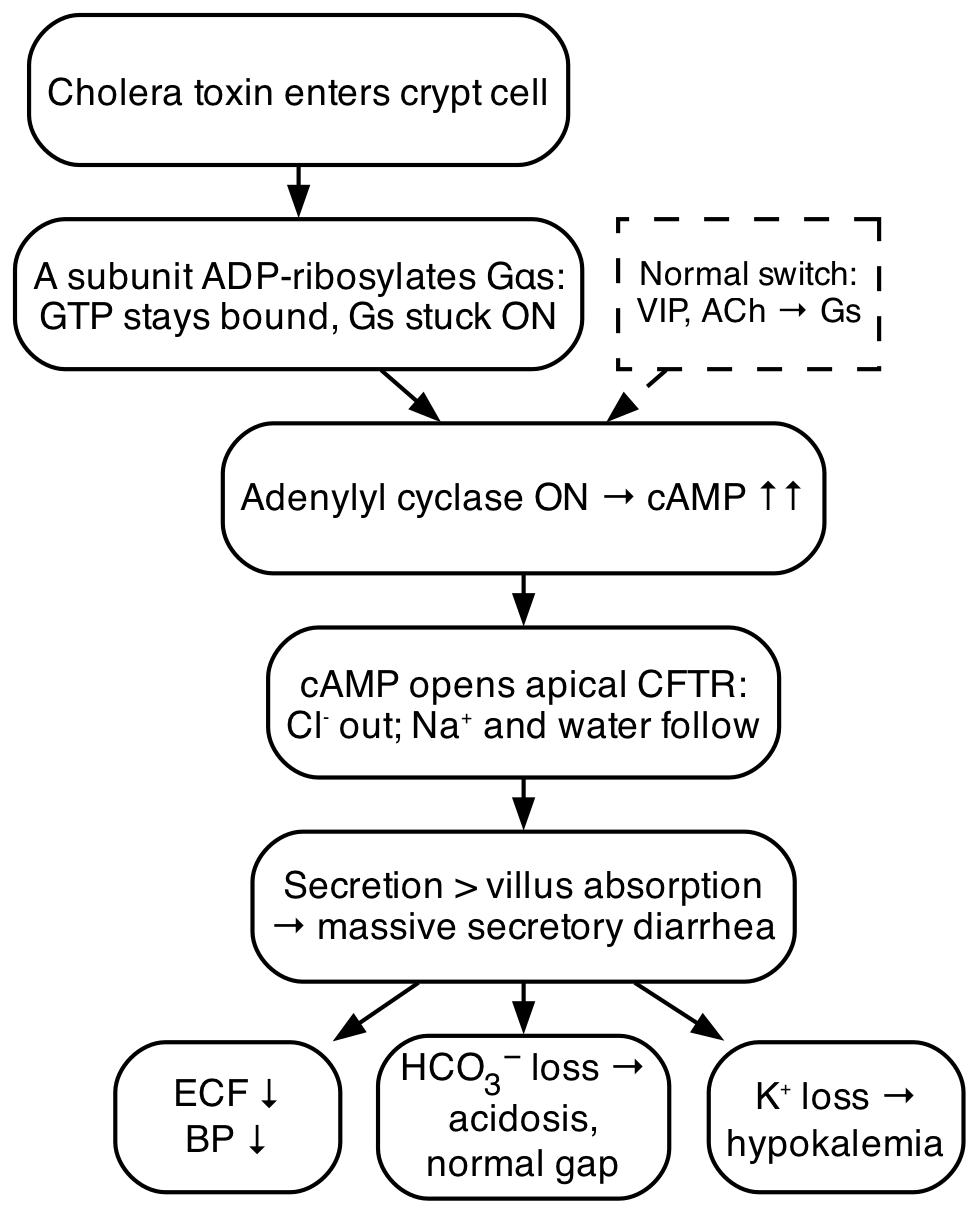 Cholera toxin enters crypt cell
A subunit ADP-ribosylates Gαs:
GTP stays bound, Gs stuck ON
Normal switch:
VIP, ACh → Gs
Adenylyl cyclase ON → cAMP ↑↑
cAMP opens apical CFTR:
Cl⁻ out; Na⁺ and water follow
Secretion > villus absorption
→ massive secretory diarrhea
ECF ↓
BP ↓
HCO₃⁻ loss →
acidosis,
normal gap
K⁺ loss →
hypokalemia